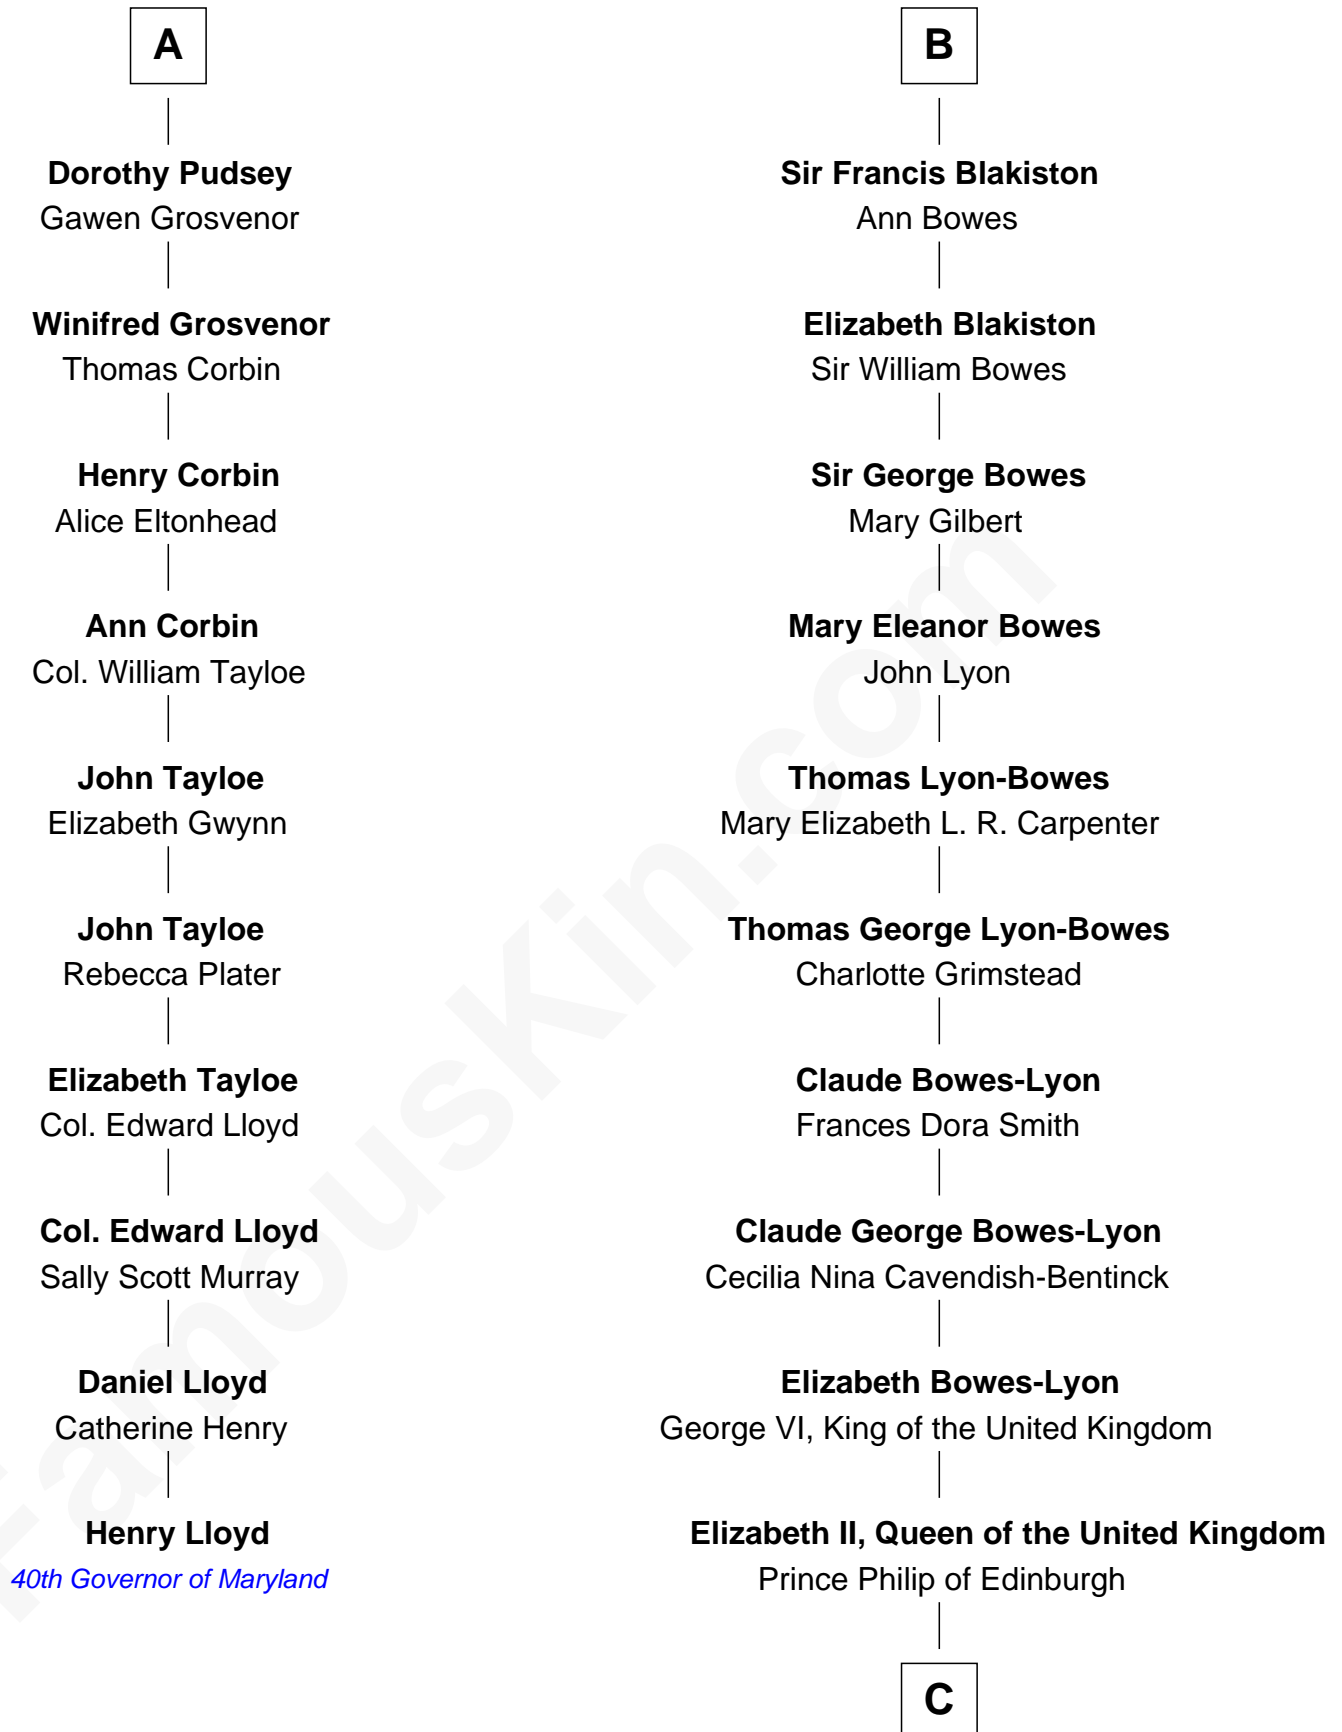 A
Dorothy Pudsey
Gawen Grosvenor
Winifred Grosvenor
Thomas Corbin
Henry Corbin
Alice Eltonhead
Ann Corbin
Col. William Tayloe
John Tayloe
Elizabeth Gwynn
John Tayloe
Rebecca Plater
Elizabeth Tayloe
Col. Edward Lloyd
Col. Edward Lloyd
Sally Scott Murray
Daniel Lloyd
Catherine Henry
Henry Lloyd
40th Governor of Maryland
B
Sir Francis Blakiston
Ann Bowes
Elizabeth Blakiston
Sir William Bowes
Sir George Bowes
Mary Gilbert
Mary Eleanor Bowes
John Lyon
Thomas Lyon-Bowes
Mary Elizabeth L. R. Carpenter
Thomas George Lyon-Bowes
Charlotte Grimstead
Claude Bowes-Lyon
Frances Dora Smith
Claude George Bowes-Lyon
Cecilia Nina Cavendish-Bentinck
Elizabeth Bowes-Lyon
George VI, King of the United Kingdom
Elizabeth II, Queen of the United Kingdom
Prince Philip of Edinburgh
C
FamousKin.com